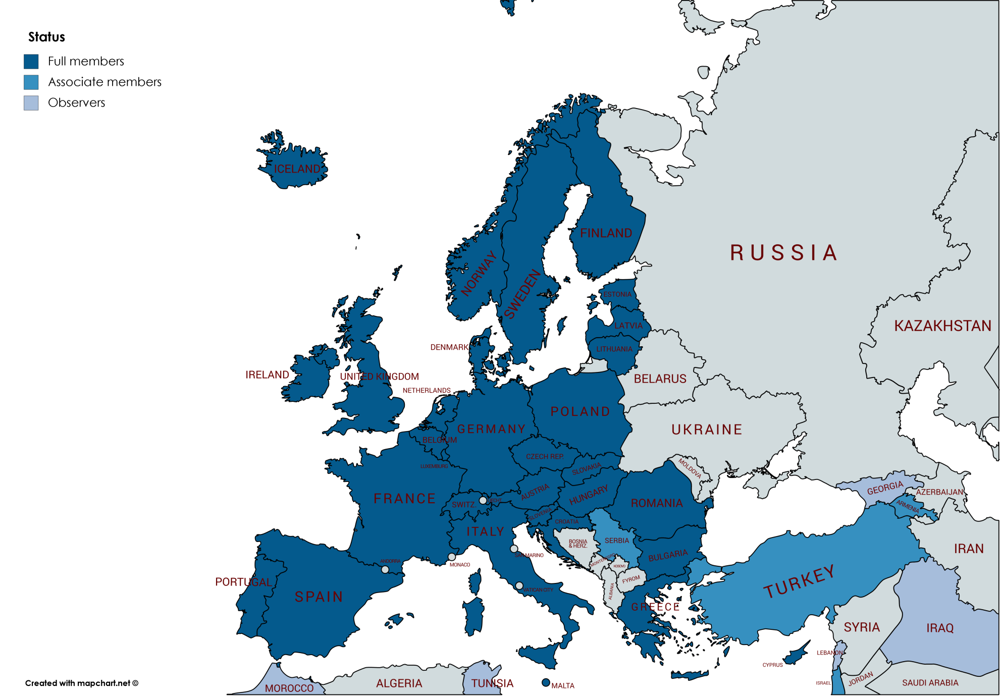 Status
Full members
Associate members
Observers
ICELAND
FINLAND
RUSSIA
NORWAY
SWEDEN
ESTONIA
LATVIA
KAZAKHSTAN
DENMARK
LITHUANIA
IRELAND
UNITED KINGDOM
BELARUS
NETHERLANDS
POLAND
GERMANY
UKRAINE
BELGIUM
CZECH REP.
LUXEMBURG
SLOVAKIA
MOLDOVA
FRANCE
SWITZ.
LIECHT.
AUSTRIA
HUNGARY
ROMANIA
GEORGIA
AZERBAIJAN
ARMENIA
SLOVENIA
CROATIA
ITALY
BOSNIA
& HERZ.
SERBIA
IRAN
SAN MARINO
MONTENEGRO
BULGARIA
ANDORRA
MONACO
KOSOVO
PORTUGAL
SPAIN
VATICAN CITY
ALBANIA
FYROM
TURKEY
GREECE
SYRIA
IRAQ
LEBANON
CYPRUS
Created with mapchart.net ©
MOROCCO
ALGERIA
TUNISIA
MALTA
ISRAEL
JORDAN
SAUDI ARABIA